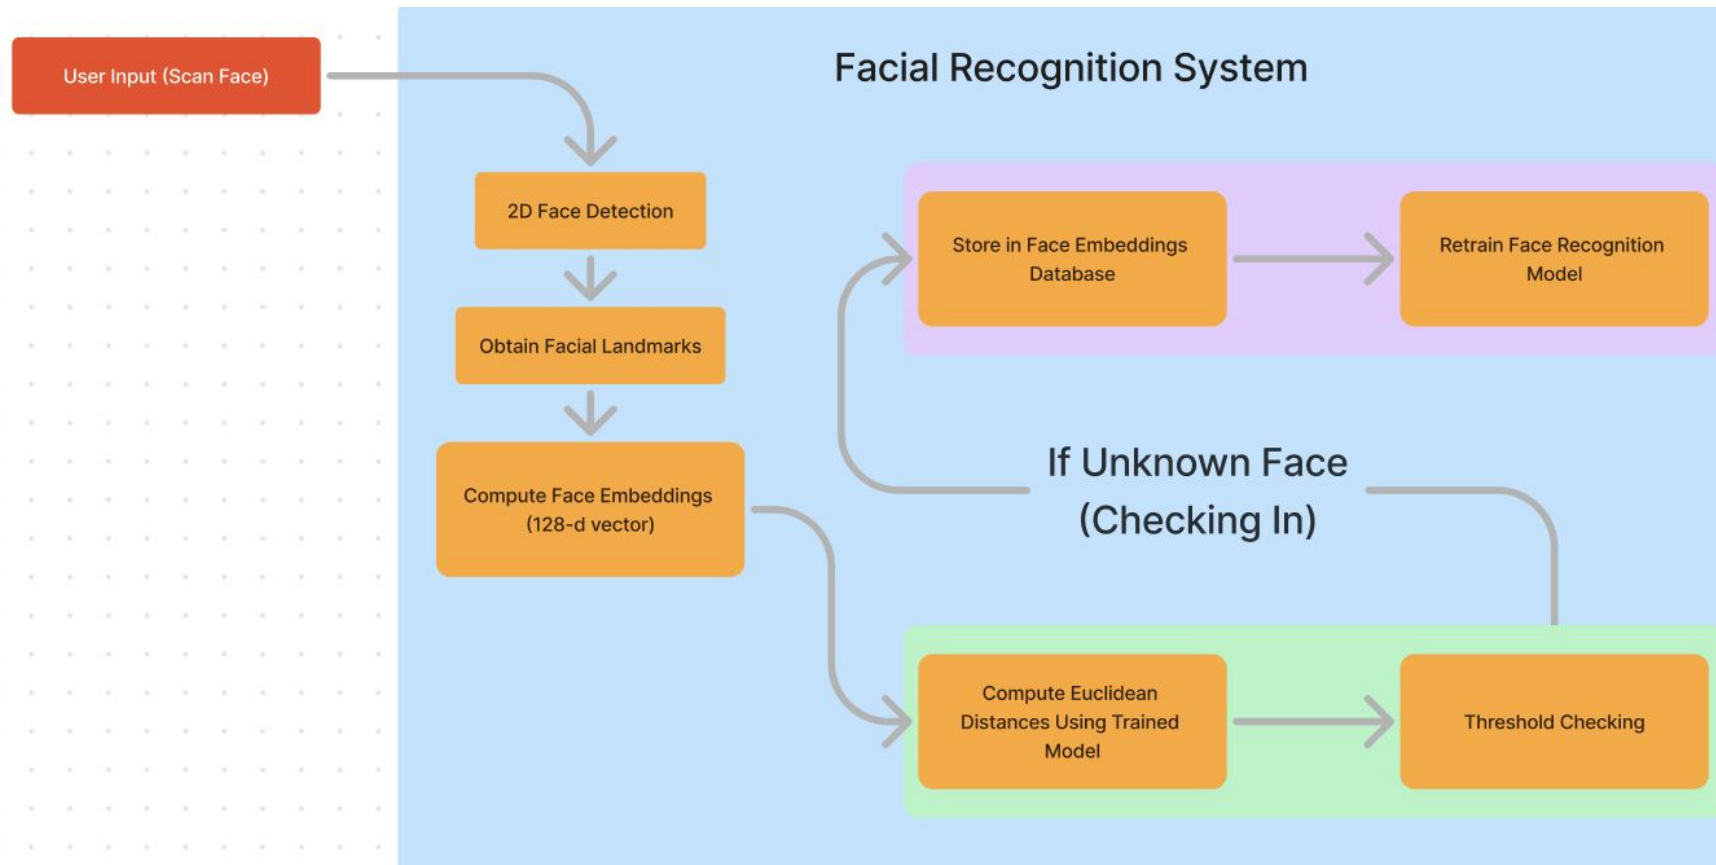 User Input (Scan Face)
Facial Recognition System
2D Face Detection
Obtain Facial Landmarks
Compute Face Embeddings
(128-d vector)
Store in Face Embeddings
Database
Retrain Face Recognition
Model
If Unknown Face
(Checking In)
Compute Euclidean
Distances Using Trained
Model
Threshold Checking